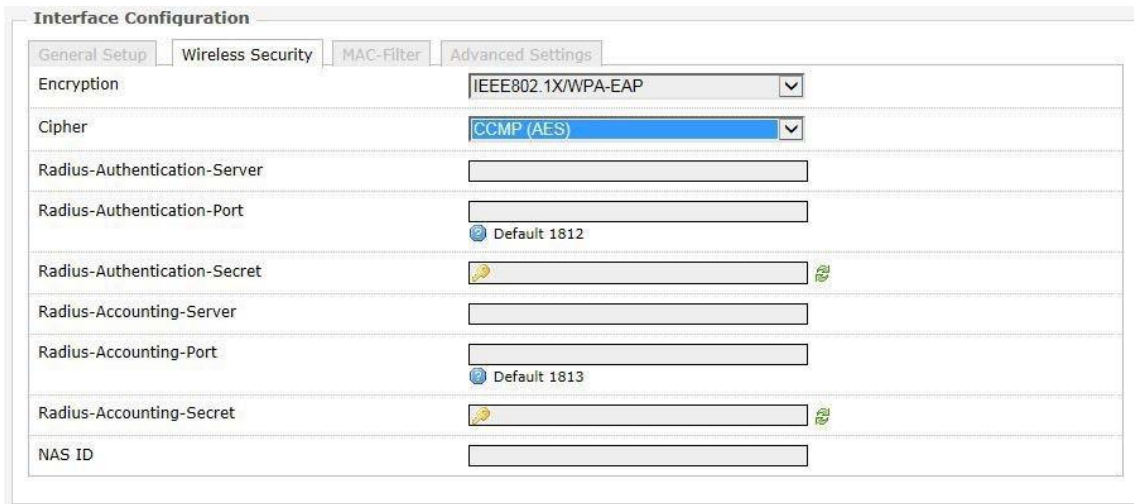 Interface Configuration
General Setup Wireless Security MAC-Filter Advanced Settings
Encryption IEEE802.1X/WPA-EAP
Cipher CCMP (AES)
Radius-Authentication-Server
Radius-Authentication-Port
Default 1812
Radius-Authentication-Secret
Radius-Accounting-Server
Radius-Accounting-Port
Default 1813
Radius-Accounting-Secret
NAS ID